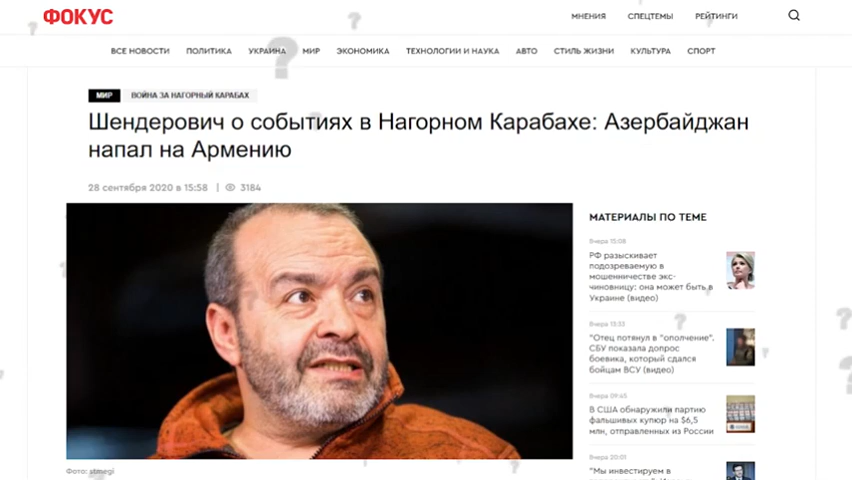 ФОКУС
МНЕНИЯ СПЕЦТЕМЫ РЕЙТИНГИ
ВСЕ НОВОСТИ ПОЛИТИКА УКРАИНА МИР ЭКОНОМИКА ТЕХНОЛОГИИ И НАУКА АВТО СТИЛЬ ЖИЗНИ КУЛЬТУРА СПОРТ
МИР ВОЙНА ЗА НАГОРНЫЙ КАРАБАХ
Шендерович о событиях в Нагорном Карабахе: Азербайджан
напал на Армению
28 сентября 2020 в 15:58 | 3184
Фото: stmegi
МАТЕРИАЛЫ ПО ТЕМЕ
Вчера 15:08
РФ разыскивает
подозреваемую в
мошенничестве экс-
чиновницу: она может быть в
Украине (видео)
Вчера 13:53
"Отец потянул в "ополчение".
СБУ показала допрос
боевика, который сдался
бойцам ВСУ (видео)
Вчера 09:45
В США обнаружили партию
фальшивых купюр на $6,5
млн, отправленных из России
Вчера 20:01
"Мы инвестируем в